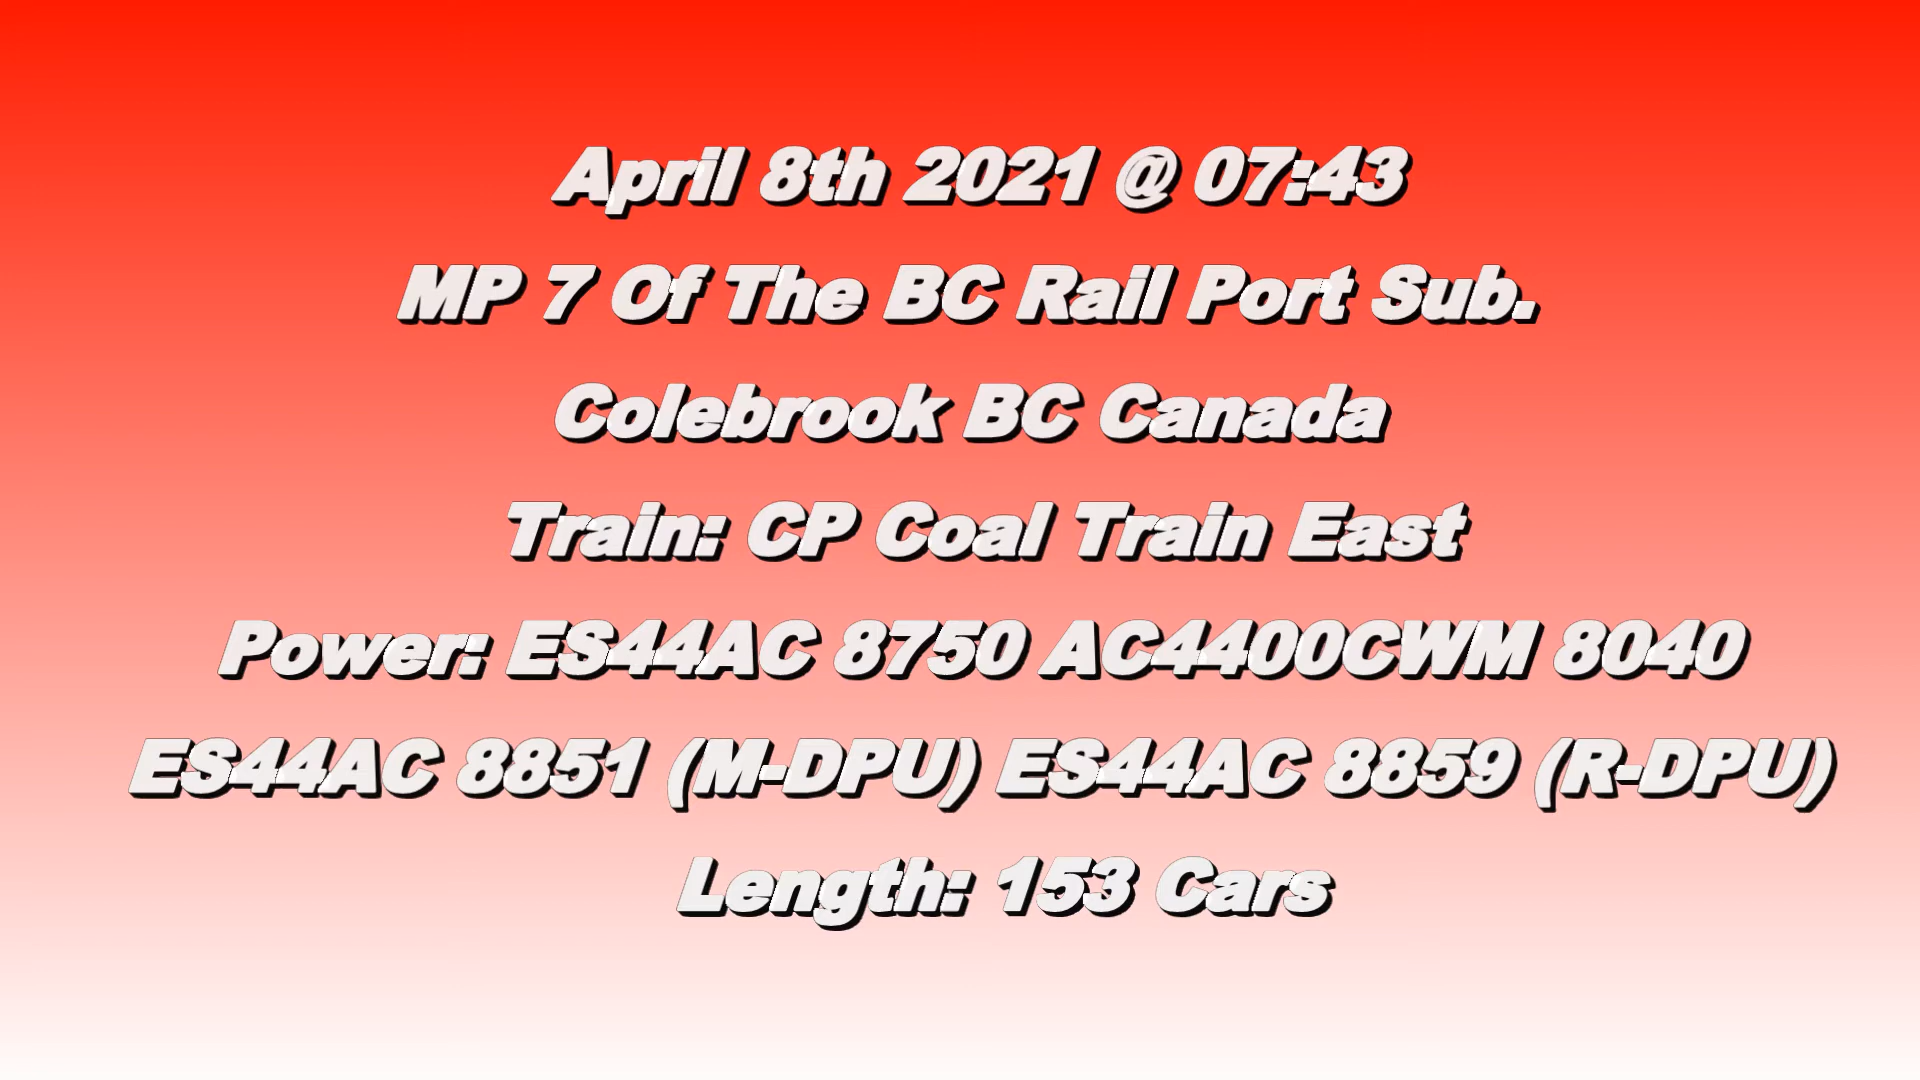 April 8th 2021 @ 07:43
MP 7 Of The BC Rail Port Sub.
Colebrook BC Canada
Train: CP Coal Train East
Power: ES44AC 8750 AC4400CWM 8040
ES44AC 8851 (M-DPU) ES44AC 8859 (R-DPU)
Length: 153 Cars